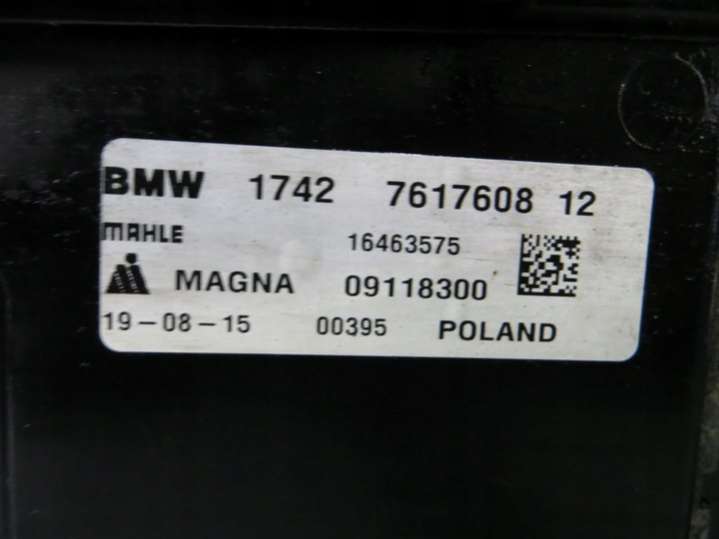 BMW 1742 7617608 12
MAHLE 16463575
MAGNA 09118300
19-08-15 00395 POLAND